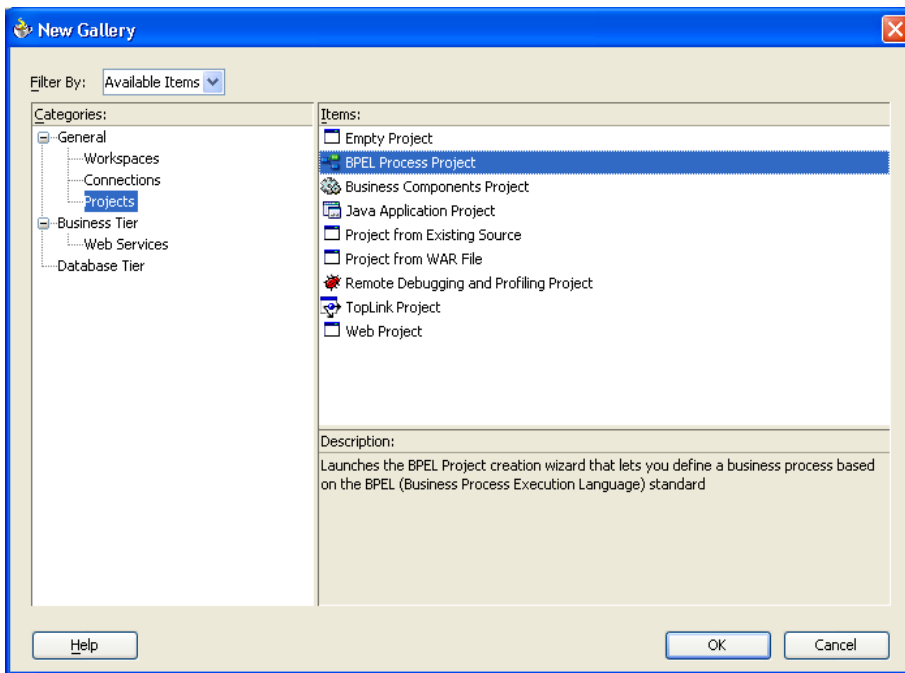 New Gallery
Filter By: Available Items
Categories:
General
Workspaces
Connections
Projects
Business Tier
Web Services
Database Tier
Items:
Empty Project
BPEL Process Project
Business Components Project
Java Application Project
Project from Existing Source
Project from WAR File
Remote Debugging and Profiling Project
TopLink Project
Web Project
Description:
Launches the BPEL Project creation wizard that lets you define a business process based
on the BPEL (Business Process Execution Language) standard
Help
OK
Cancel